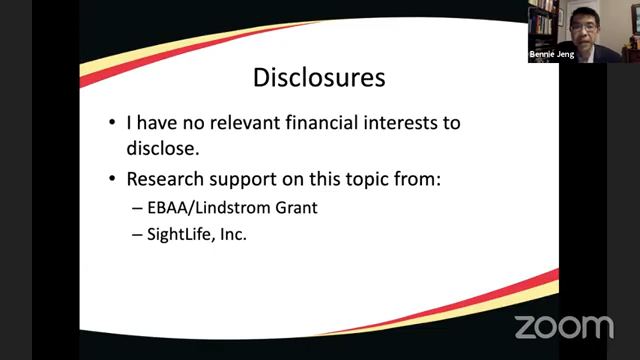 Bennie Jeng
Disclosures
• I have no relevant financial interests to
disclose.
• Research support on this topic from:
– EBAA/Lindstrom Grant
– SightLife, Inc.
zoom